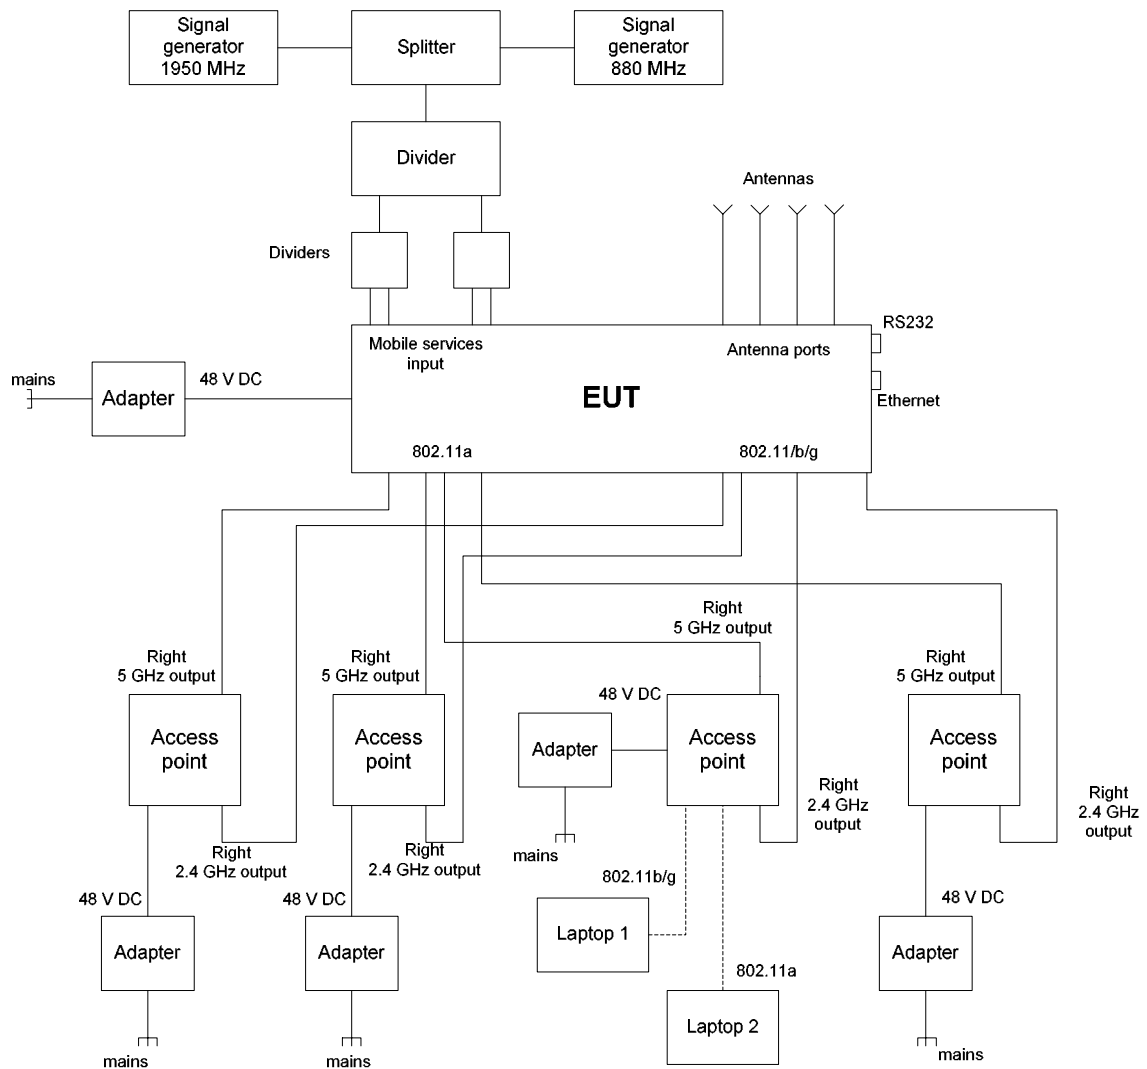 Signal
generator
1950 MHz
Splitter
Signal
generator
880 MHz
Divider
Antennas
Dividers
RS232
Mobile services
input
Antenna ports
mains
Adapter
48 V DC
EUT
Ethernet
802.11a
802.11/b/g
Right
5 GHz output
Right
5 GHz output
Right
5 GHz output
Right
5 GHz output
48 V DC
Access
point
Access
point
Adapter
Access
point
Access
point
Right
2.4 GHz
output
Right
2.4 GHz
output
Right
2.4 GHz output
Right
2.4 GHz output
mains
802.11b/g
48 V DC
48 V DC
48 V DC
Laptop 1
Adapter
Adapter
Adapter
802.11a
Laptop 2
mains
mains
mains